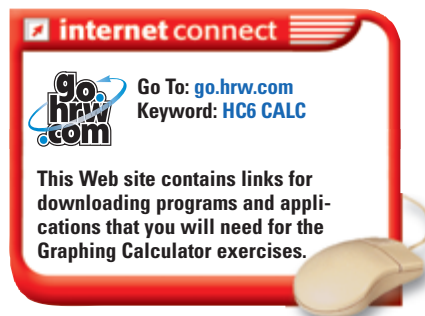 internet connect
go.
hrw
.com
Go To: go.hrw.com
Keyword: HC6 CALC
This Web site contains links for
downloading programs and appli-
cations that you will need for the
Graphing Calculator exercises.